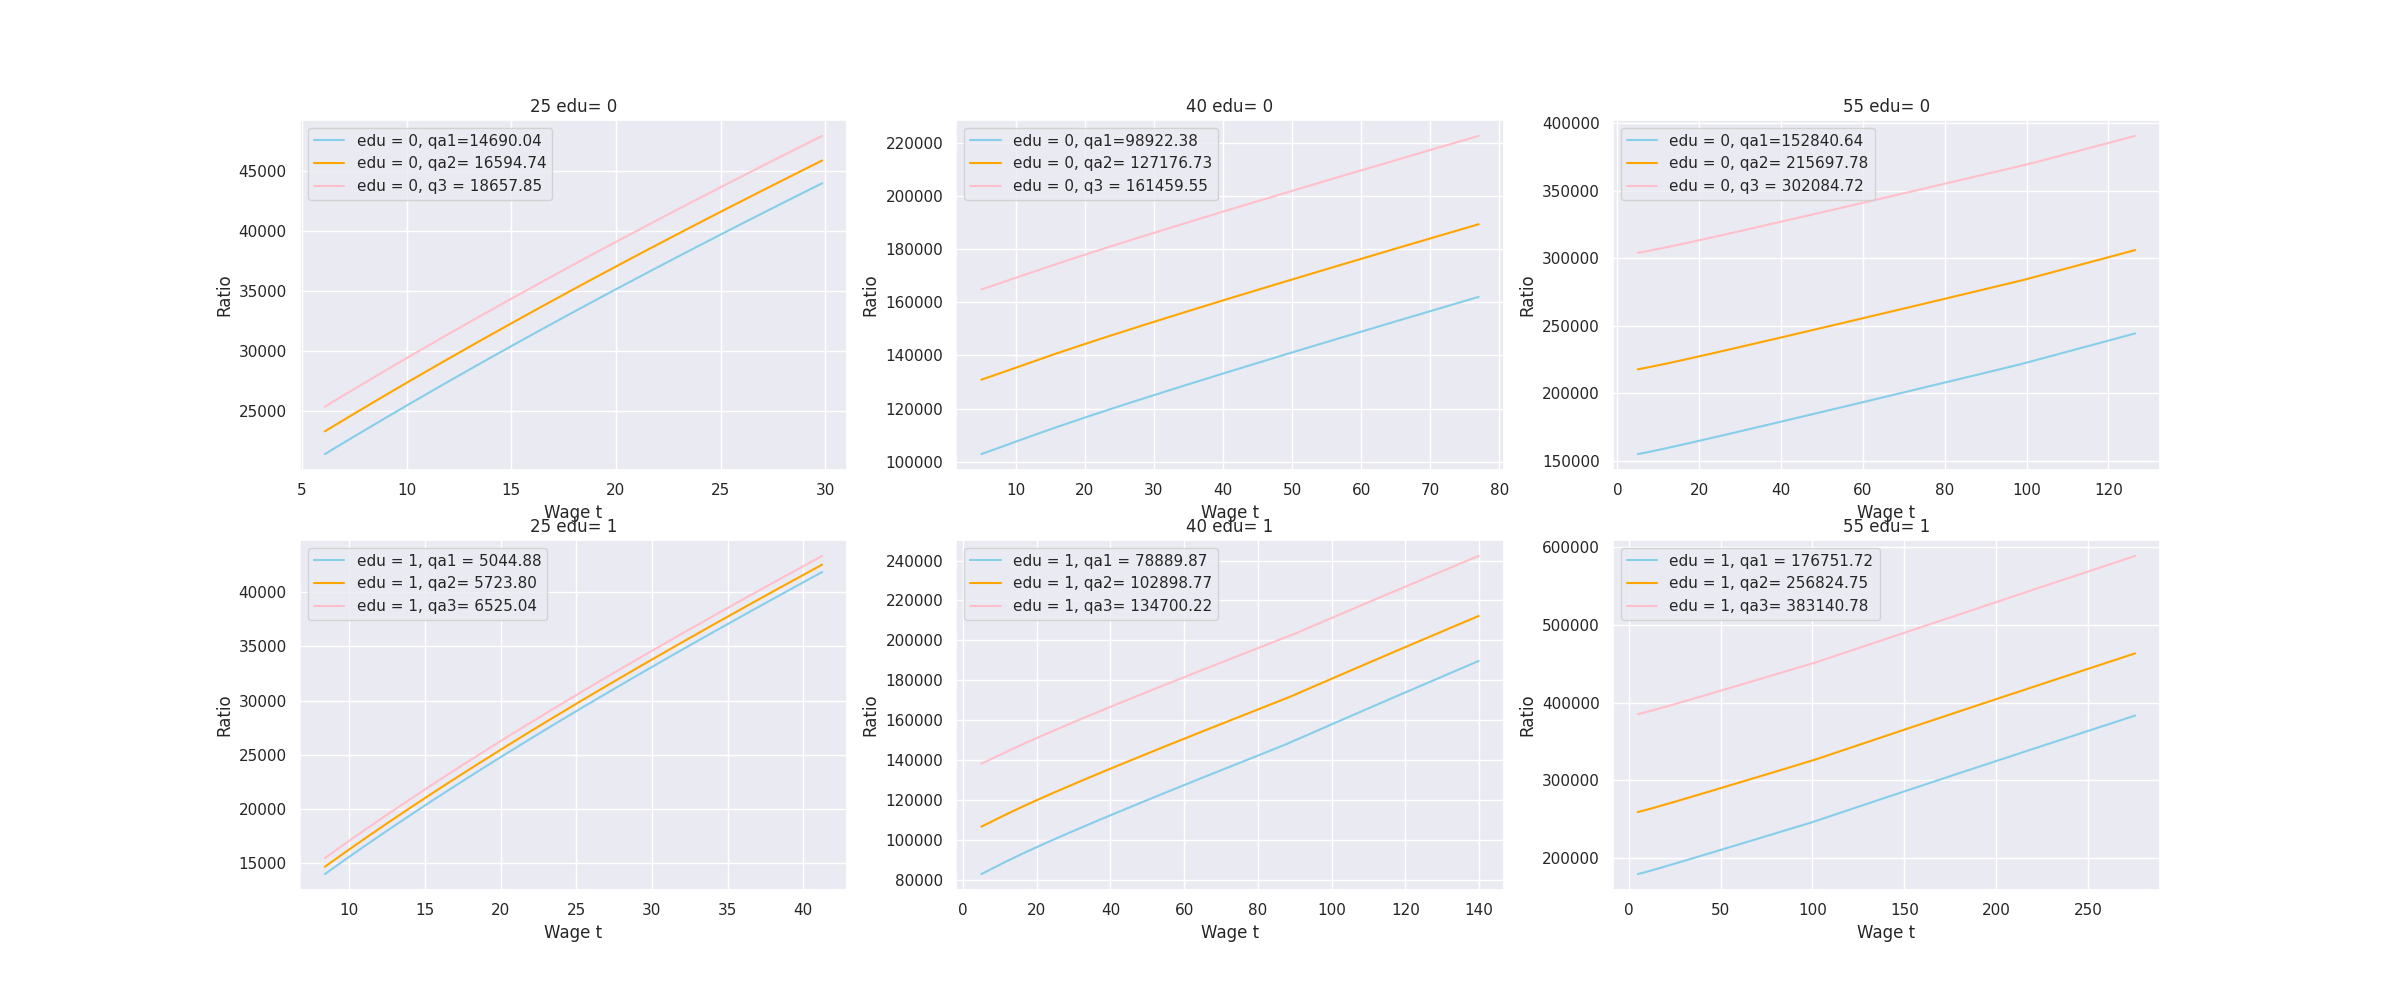 25 edu= 0
edu = 0, qa1=14690.04
edu = 0, qa2= 16594.74
edu = 0, q3 = 18657.85
45000
40000
35000
30000
25000
Ratio
5 10 15 20 25 30
Wage t
40 edu= 0
edu = 0, qa1=98922.38
edu = 0, qa2= 127176.73
edu = 0, q3 = 161459.55
220000
200000
180000
160000
140000
120000
100000
Ratio
10 20 30 40 50 60 70 80
Wage t
55 edu= 0
edu = 0, qa1=152840.64
edu = 0, qa2= 215697.78
edu = 0, q3 = 302084.72
400000
350000
300000
250000
200000
150000
Ratio
0 20 40 60 80 100 120
Wage t
25 edu= 1
edu = 1, qa1 = 5044.88
edu = 1, qa2= 5723.80
edu = 1, qa3= 6525.04
40000
35000
30000
25000
20000
15000
Ratio
10 15 20 25 30 35 40
Wage t
40 edu= 1
edu = 1, qa1 = 78889.87
edu = 1, qa2= 102898.77
edu = 1, qa3= 134700.22
240000
220000
200000
180000
160000
140000
120000
100000
80000
Ratio
0 20 40 60 80 100 120 140
Wage t
55 edu= 1
edu = 1, qa1 = 176751.72
edu = 1, qa2= 256824.75
edu = 1, qa3= 383140.78
600000
500000
400000
300000
200000
Ratio
0 50 100 150 200 250
Wage t